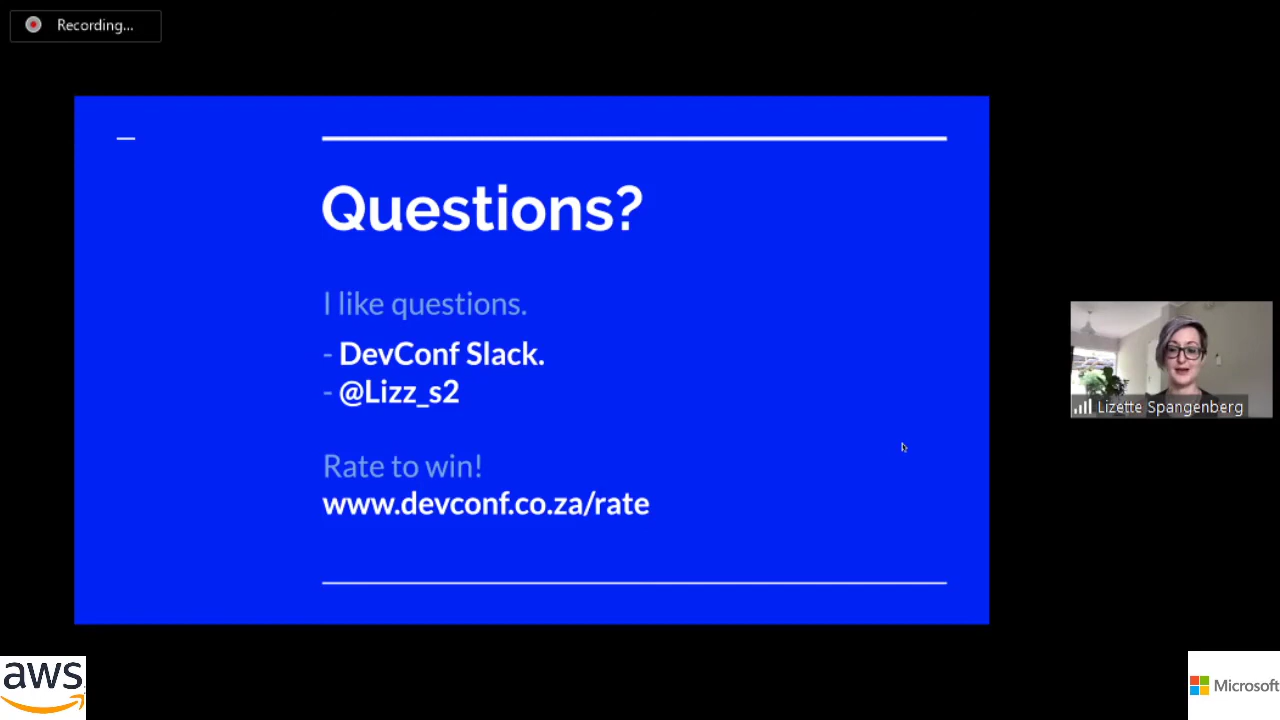 Recording...
Questions?
I like questions.
- DevConf Slack.
- @Lizz_s2
Rate to win!
www.devconf.co.za/rate
Lizette Spangenberg
aws
Microsoft